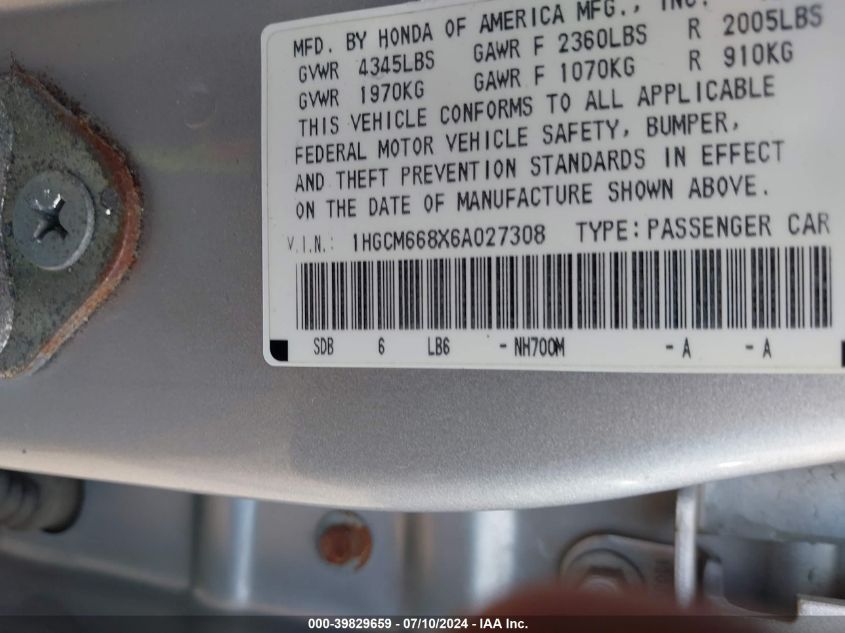 MFD. BY HONDA OF AMERICA MFG., INC.
GVWR 4345LBS GAWR F 2360LBS R 2005LBS
GVWR 1970KG GAWR F 1070KG R 910KG
THIS VEHICLE CONFORMS TO ALL APPLICABLE
FEDERAL MOTOR VEHICLE SAFETY, BUMPER,
AND THEFT PREVENTION STANDARDS IN EFFECT
ON THE DATE OF MANUFACTURE SHOWN ABOVE.
V.I.N.: 1HGCM668X6A027308 TYPE:PASSENGER CAR
SDB 6 LB6 -NH700M -A -A
000-39829659 / 07/10/2024 - IAA Inc.